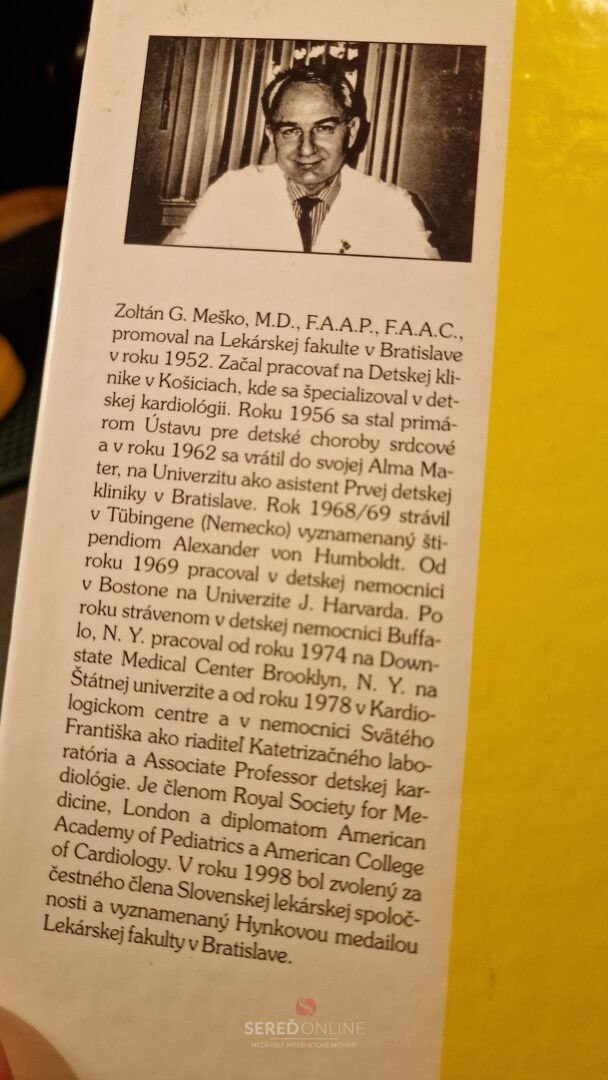 Zoltán G. Meško, M.D., F.A.A.P., F.A.A.C.,
promoval na Lekárskej fakulte v Bratislave
v roku 1952. Začal pracovať na Detskej kli-
nike v Košiciach, kde sa špecializoval v det-
skej kardiológii. Roku 1956 sa stal primá-
rom Ústavu pre detské choroby srdcové
a v roku 1962 sa vrátil do svojej Alma Ma-
ter, na Univerzitu ako asistent Prvej detskej
kliniky v Bratislave. Rok 1968/69 strávil
v Tübingene (Nemecko) vyznamenaný šti-
pendiom Alexander von Humboldt. Od
roku 1969 pracoval v detskej nemocnici
v Bostone na Univerzite J. Harvarda. Po
roku strávenom v detskej nemocnici Buffa-
lo, N. Y. pracoval od roku 1974 na Down-
state Medical Center Brooklyn, N. Y. na
Štátnej univerzite a od roku 1978 v Kardio-
logickom centre a v nemocnici Svätého
Františka ako riaditeľ Katetrizačného labo-
ratória a Associate Professor detskej kar-
diológie. Je členom Royal Society for Me-
dicine, London a diplomatom American
Academy of Pediatrics a American College
of Cardiology. V roku 1998 bol zvolený za
čestného člena Slovenskej lekárskej spoloč-
nosti a vyznamenaný Hynkovou medailou
Lekárskej fakulty v Bratislave.
SEREĎONLINE
NEZÁVISLÉ INTERNETOVÉ NOVINY